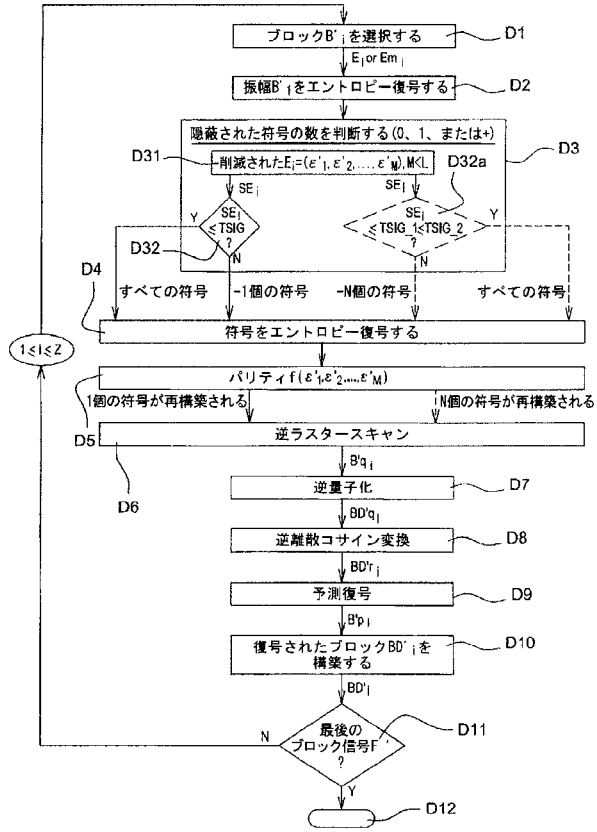 ブロックB'iを選択する
D1
Ei or Emi
振幅B'iをエントロピー復号する
D2
隠蔽された符号の数を判断する(0、1、または+)
D3
D31
削減されたEi=(ε'1,ε'2,....ε'M),M<L
D32a
SEi
SEi
Y
SEi
≤TSIG
?
D32
N
SEi
≤TSIG_1≤TSIG_2
?
Y
N
D4
すべての符号
-1個の符号
-N個の符号
すべての符号
符号をエントロピー復号する
1≤i≤Z
パリティf(ε'1,ε'2,...,ε'M)
1個の符号が再構築される
N個の符号が再構築される
D5
逆ラスタースキャン
D6
B'qi
逆量子化
D7
BD'qi
逆離散コサイン変換
D8
BD'ri
予測復号
D9
B'pi
復号されたブロックBD'iを
構築する
D10
BD'i
最後の
ブロック信号F'
?
D11
N
Y
D12